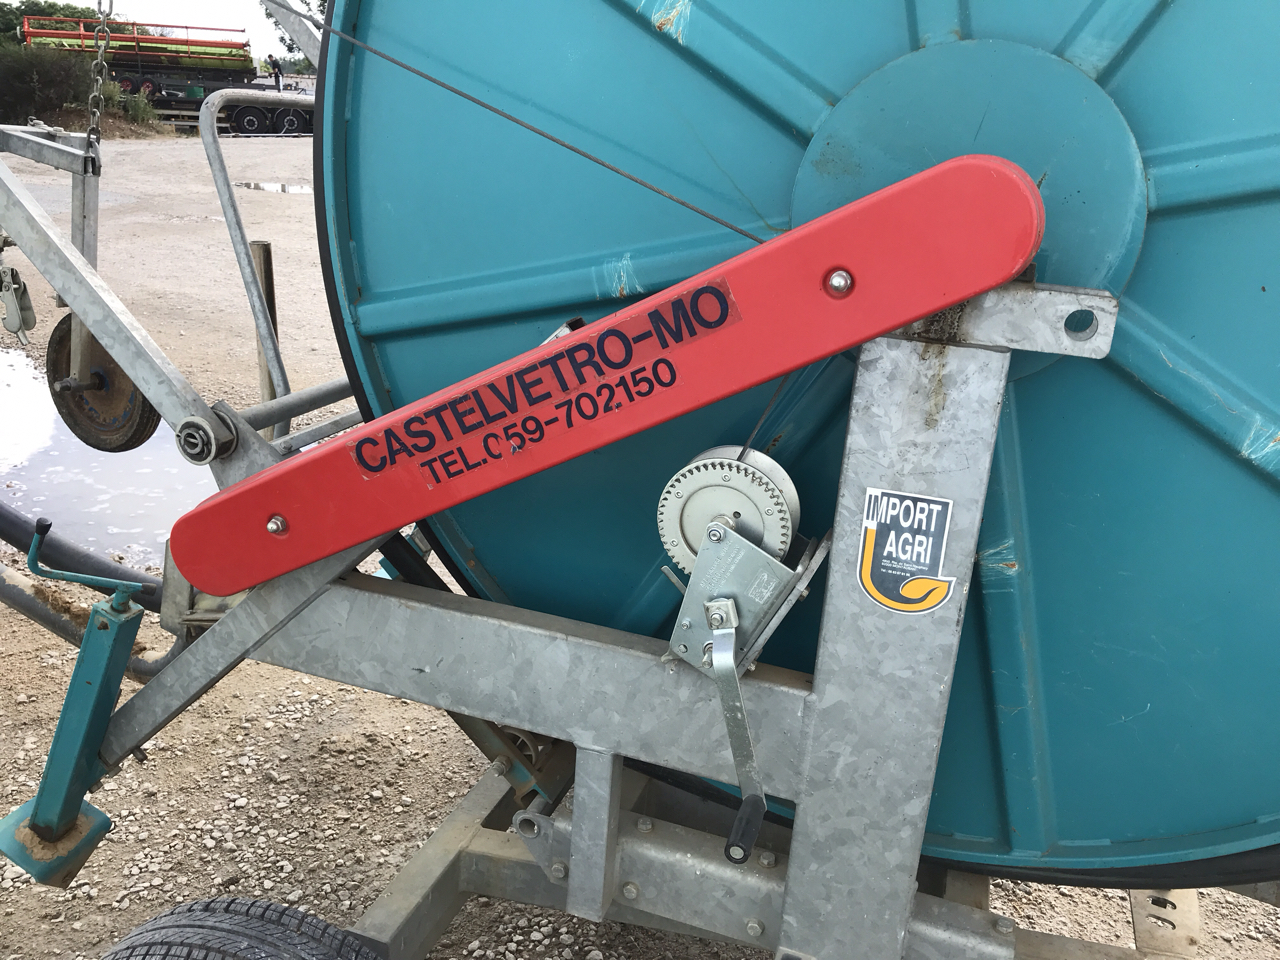 CASTELVETRO-MO
TEL.059-702150
IMPORT
AGRI